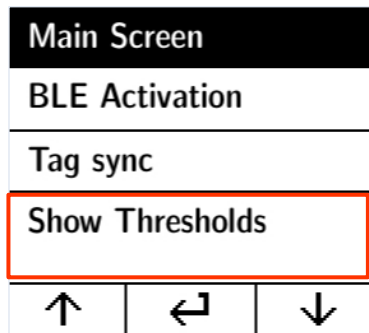 Main Screen
BLE Activation
Tag sync
Show Thresholds
↑ ↵ ↓